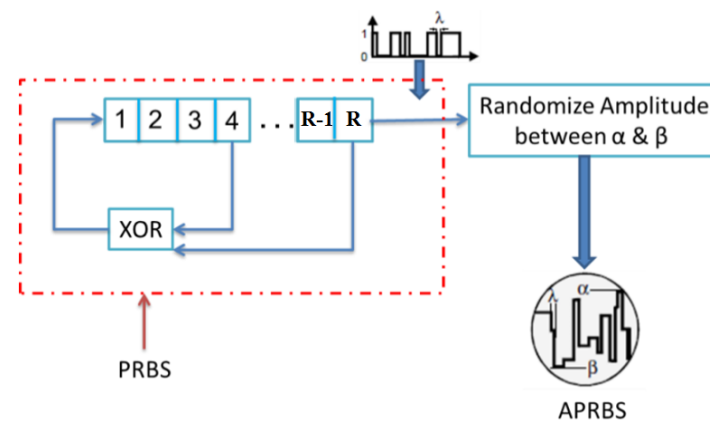 λ
1
0
1 2 3 4 ... R-1 R
Randomize Amplitude
between α & β
XOR
α
λ
β
PRBS
APRBS